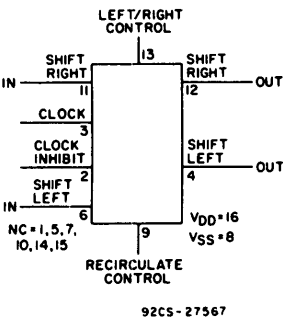 LEFT/RIGHT
CONTROL
13
SHIFT
RIGHT
IN
11
SHIFT
RIGHT
12
OUT
CLOCK
3
CLOCK
INHIBIT
2
SHIFT
LEFT
4
OUT
SHIFT
LEFT
IN
6
NC=1,5,7,
10,14,15
9
VDD=16
VSS=8
RECIRCULATE
CONTROL
92CS-27567